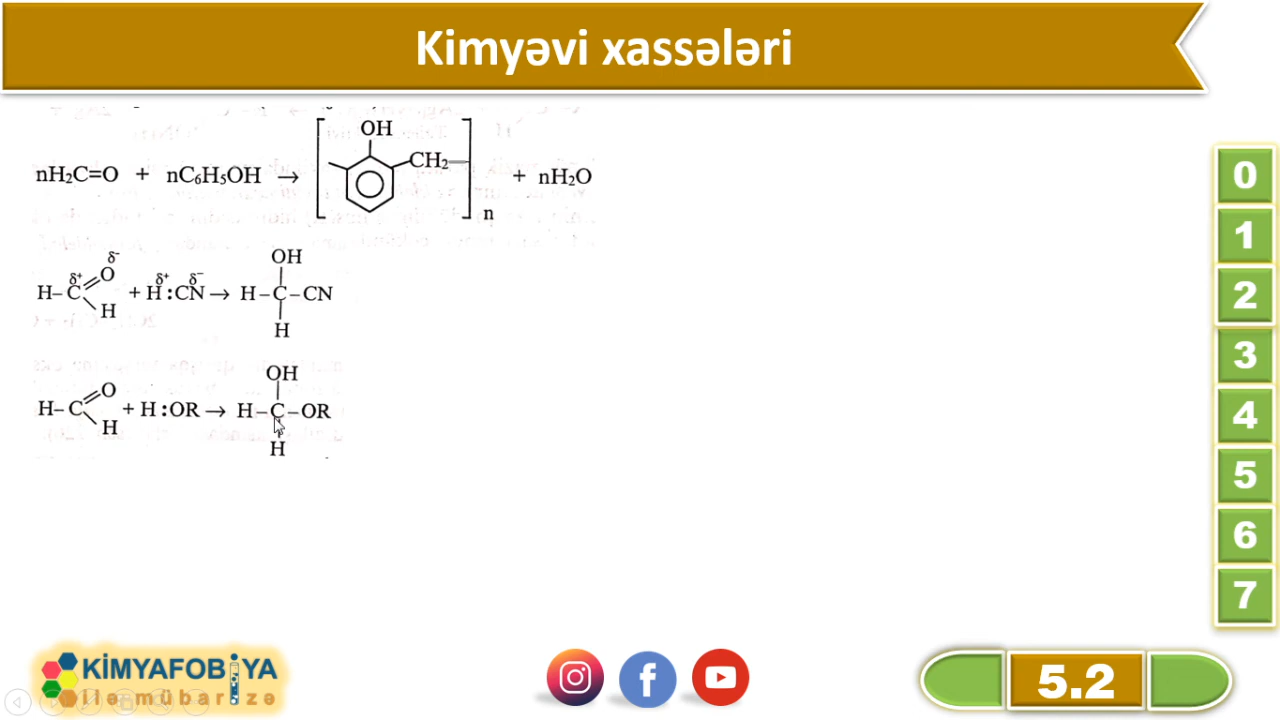 Kimyəvi xassələri
OH
CH2
nH2C=O + nC6H5OH → + nH2O
n
δ-
OH
δ+ O δ+ δ-
H-C + H:CN → H-C-CN
H H
OH
O
H-C + H:OR → H-C-OR
H
H
0
1
2
3
4
5
6
7
KİMYAFOBİYA
ilə mübarizə
5.2